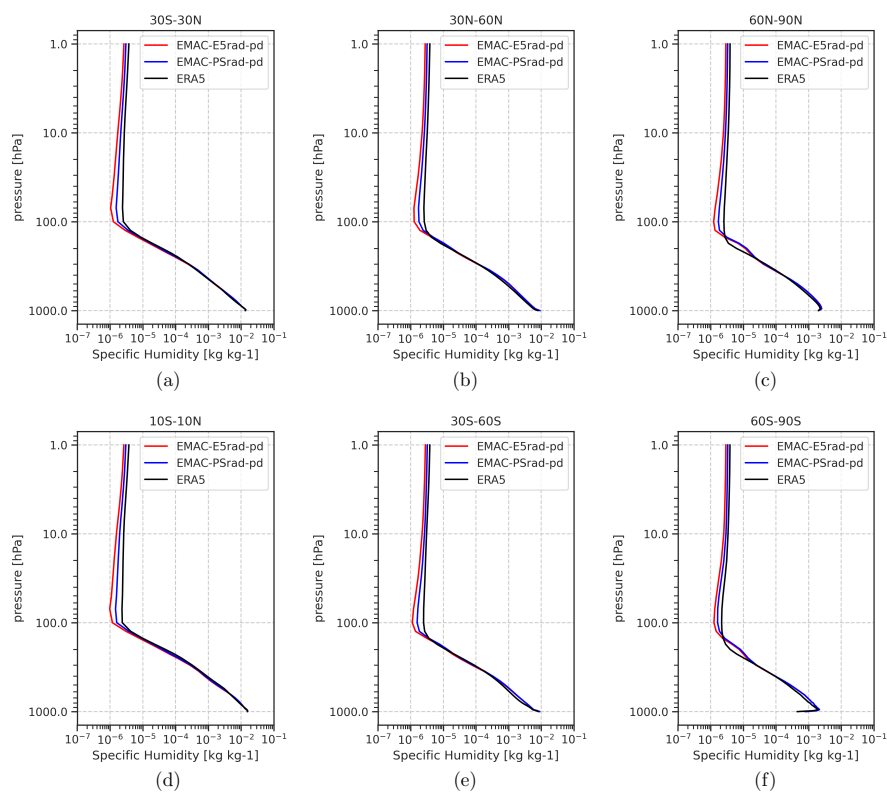 30S-30N 30N-60N 60N-90N
EMAC-E5rad-pd EMAC-E5rad-pd EMAC-E5rad-pd
EMAC-PSrad-pd EMAC-PSrad-pd EMAC-PSrad-pd
ERA5 ERA5 ERA5
1.0 1.0 1.0
10.0 10.0 10.0
100.0 100.0 100.0
1000.0 1000.0 1000.0
pressure [hPa] pressure [hPa] pressure [hPa]
10⁻⁷ 10⁻⁶ 10⁻⁵ 10⁻⁴ 10⁻³ 10⁻² 10⁻¹ 10⁻⁷ 10⁻⁶ 10⁻⁵ 10⁻⁴ 10⁻³ 10⁻² 10⁻¹ 10⁻⁷ 10⁻⁶ 10⁻⁵ 10⁻⁴ 10⁻³ 10⁻² 10⁻¹
Specific Humidity [kg kg-1] Specific Humidity [kg kg-1] Specific Humidity [kg kg-1]
(a) (b) (c)
10S-10N 30S-60S 60S-90S
EMAC-E5rad-pd EMAC-E5rad-pd EMAC-E5rad-pd
EMAC-PSrad-pd EMAC-PSrad-pd EMAC-PSrad-pd
ERA5 ERA5 ERA5
1.0 1.0 1.0
10.0 10.0 10.0
100.0 100.0 100.0
1000.0 1000.0 1000.0
pressure [hPa] pressure [hPa] pressure [hPa]
10⁻⁷ 10⁻⁶ 10⁻⁵ 10⁻⁴ 10⁻³ 10⁻² 10⁻¹ 10⁻⁷ 10⁻⁶ 10⁻⁵ 10⁻⁴ 10⁻³ 10⁻² 10⁻¹ 10⁻⁷ 10⁻⁶ 10⁻⁵ 10⁻⁴ 10⁻³ 10⁻² 10⁻¹
Specific Humidity [kg kg-1] Specific Humidity [kg kg-1] Specific Humidity [kg kg-1]
(d) (e) (f)